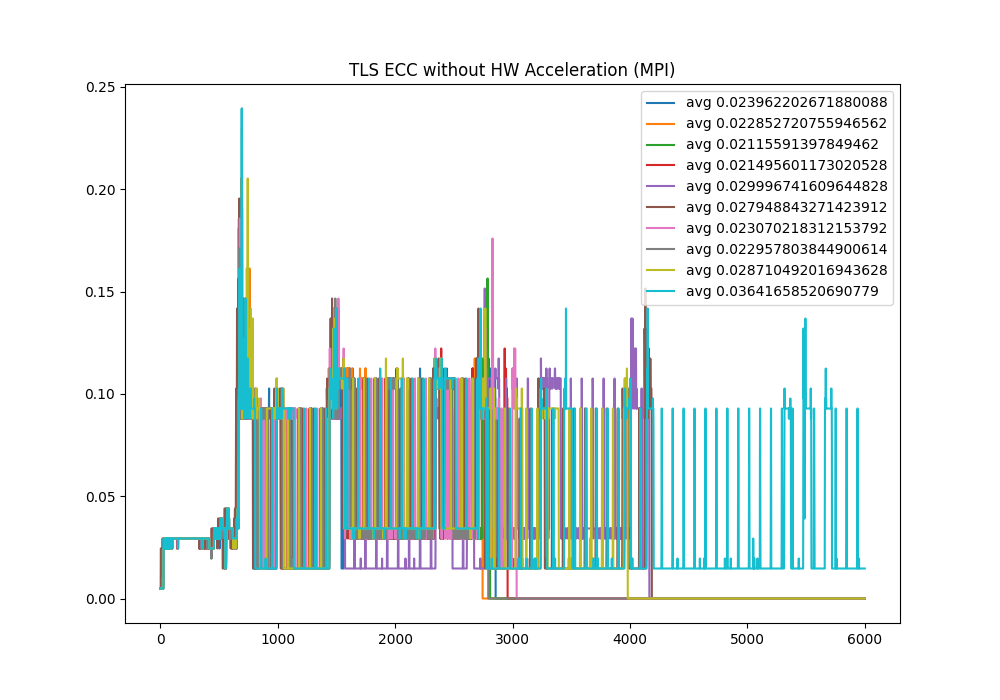 TLS ECC without HW Acceleration (MPI)
0.25
0.20
0.15
0.10
0.05
0.00
0
1000
2000
3000
4000
5000
6000
avg 0.023962202671880088
avg 0.022852720755946562
avg 0.02115591397849462
avg 0.021495601173020528
avg 0.029996741609644828
avg 0.027948843271423912
avg 0.023070218312153792
avg 0.022957803844900614
avg 0.028710492016943628
avg 0.03641658520690779